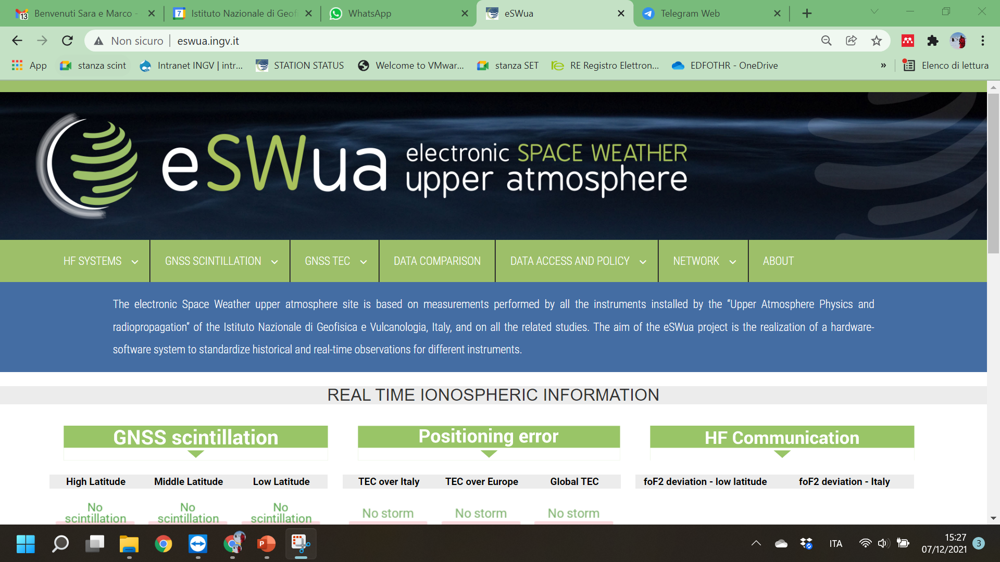 Benvenuti Sara e Marco -
Istituto Nazionale di Geof
WhatsApp
eSWua
Telegram Web
Non sicuro
eswua.ingv.it
App
stanza scint
Intranet INGV | intr...
STATION STATUS
Welcome to VMwar...
stanza SET
RE Registro Elettron...
EDFOTHR - OneDrive
»
Elenco di lettura
eSWua
electronic SPACE WEATHER
upper atmosphere
HF SYSTEMS
GNSS SCINTILLATION
GNSS TEC
DATA COMPARISON
DATA ACCESS AND POLICY
NETWORK
ABOUT
The electronic Space Weather upper atmosphere site is based on measurements performed by all the instruments installed by the “Upper Atmosphere Physics and
radiopropagation” of the Istituto Nazionale di Geofisica e Vulcanologia, Italy, and on all the related studies. The aim of the eSWua project is the realization of a hardware-
software system to standardize historical and real-time observations for different instruments.
REAL TIME IONOSPHERIC INFORMATION
GNSS scintillation
Positioning error
HF Communication
High Latitude
Middle Latitude
Low Latitude
TEC over Italy
TEC over Europe
Global TEC
foF2 deviation - low latitude
foF2 deviation - Italy
No
scintillation
No
scintillation
No
scintillation
No storm
No storm
No storm
ITA
15:27
07/12/2021
3